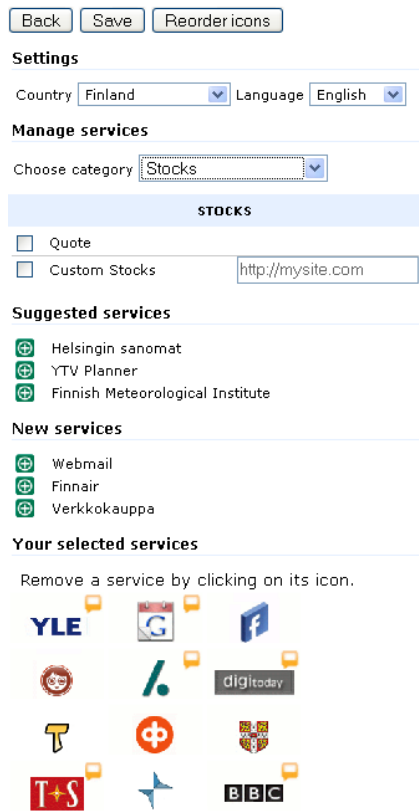 Back Save Reorder icons
Settings
Country Finland Language English
Manage services
Choose category Stocks
STOCKS
Quote
Custom Stocks http://mysite.com
Suggested services
Helsingin sanomat
YTV Planner
Finnish Meteorological Institute
New services
Webmail
Finnair
Verkkokauppa
Your selected services
Remove a service by clicking on its icon.
YLE G f
digitoday
T
T+S BBC